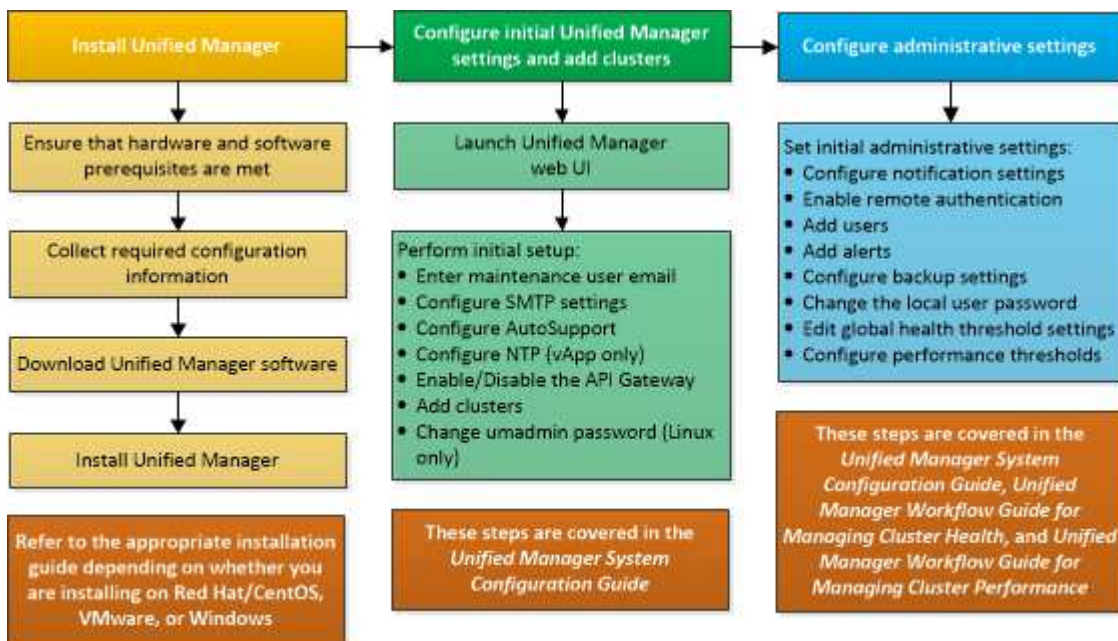 Install Unified Manager
Configure initial Unified Manager
settings and add clusters
Configure administrative settings
Ensure that hardware and software
prerequisites are met
Collect required configuration
information
Download Unified Manager software
Install Unified Manager
Refer to the appropriate installation
guide depending on whether you
are installing on Red Hat/CentOS,
VMware, or Windows
Launch Unified Manager
web UI
Perform initial setup:
• Enter maintenance user email
• Configure SMTP settings
• Configure AutoSupport
• Configure NTP (vApp only)
• Enable/Disable the API Gateway
• Add clusters
• Change umadmin password (Linux
only)
These steps are covered in the
Unified Manager System
Configuration Guide
Set initial administrative settings:
• Configure notification settings
• Enable remote authentication
• Add users
• Add alerts
• Configure backup settings
• Change the local user password
• Edit global health threshold settings
• Configure performance thresholds
These steps are covered in the
Unified Manager System
Configuration Guide, Unified
Manager Workflow Guide for
Managing Cluster Health, and Unified
Manager Workflow Guide for
Managing Cluster Performance